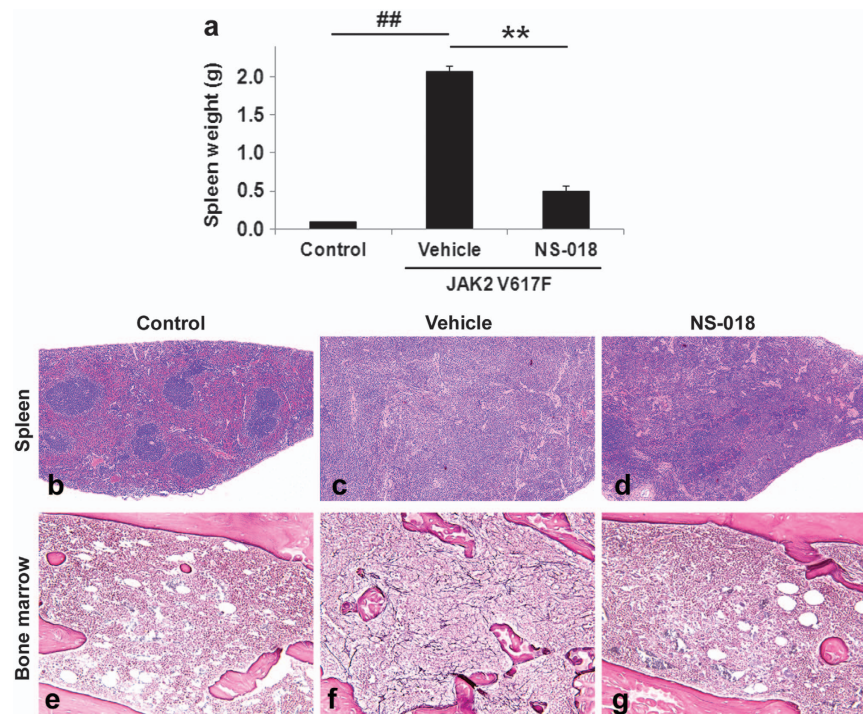 a
## **
Spleen weight (g)
2.0
1.5
1.0
0.5
0.0
Control Vehicle NS-018
JAK2 V617F
Control Vehicle NS-018
Spleen
b c d
Bone marrow
e f g